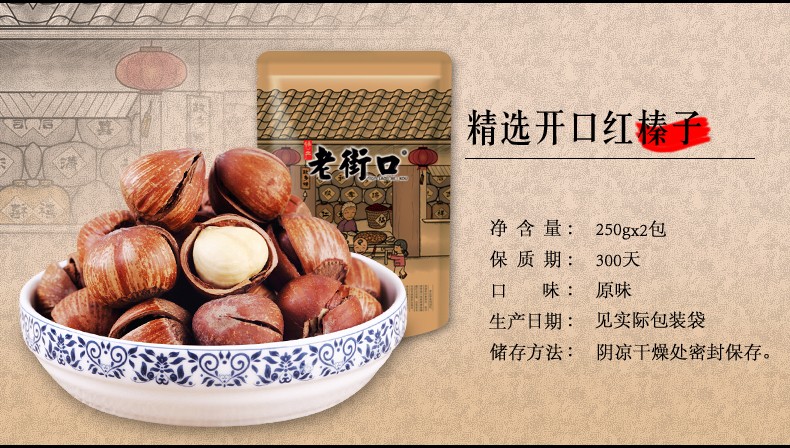 老街口
精选开口红榛子
净含量： 250gx2包
保质期： 300天
口味： 原味
生产日期： 见实际包装袋
储存方法： 阴凉干燥处密封保存。